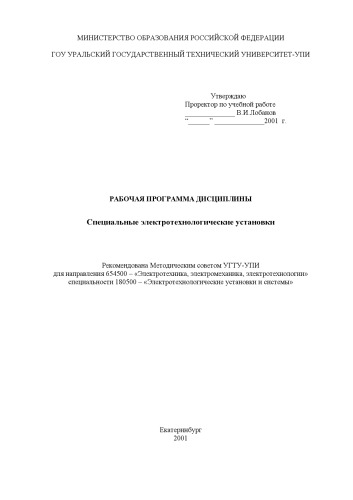 МИНИСТЕРСТВО ОБРАЗОВАНИЯ РОССИЙСКОЙ ФЕДЕРАЦИИ
ГОУ УРАЛЬСКИЙ ГОСУДАРСТВЕННЫЙ ТЕХНИЧЕСКИЙ УНИВЕРСИТЕТ-УПИ
Утверждаю
Проректор по учебной работе
______________ В.И.Лобанов
“______” ______________2001 г.
РАБОЧАЯ ПРОГРАММА ДИСЦИПЛИНЫ
Специальные электротехнологические установки
Рекомендована Методическим советом УГТУ-УПИ
для направления 654500 – «Электротехника, электромеханика, электротехнологии»
специальности 180500 – «Электротехнологические установки и системы»
Екатеринбург
2001